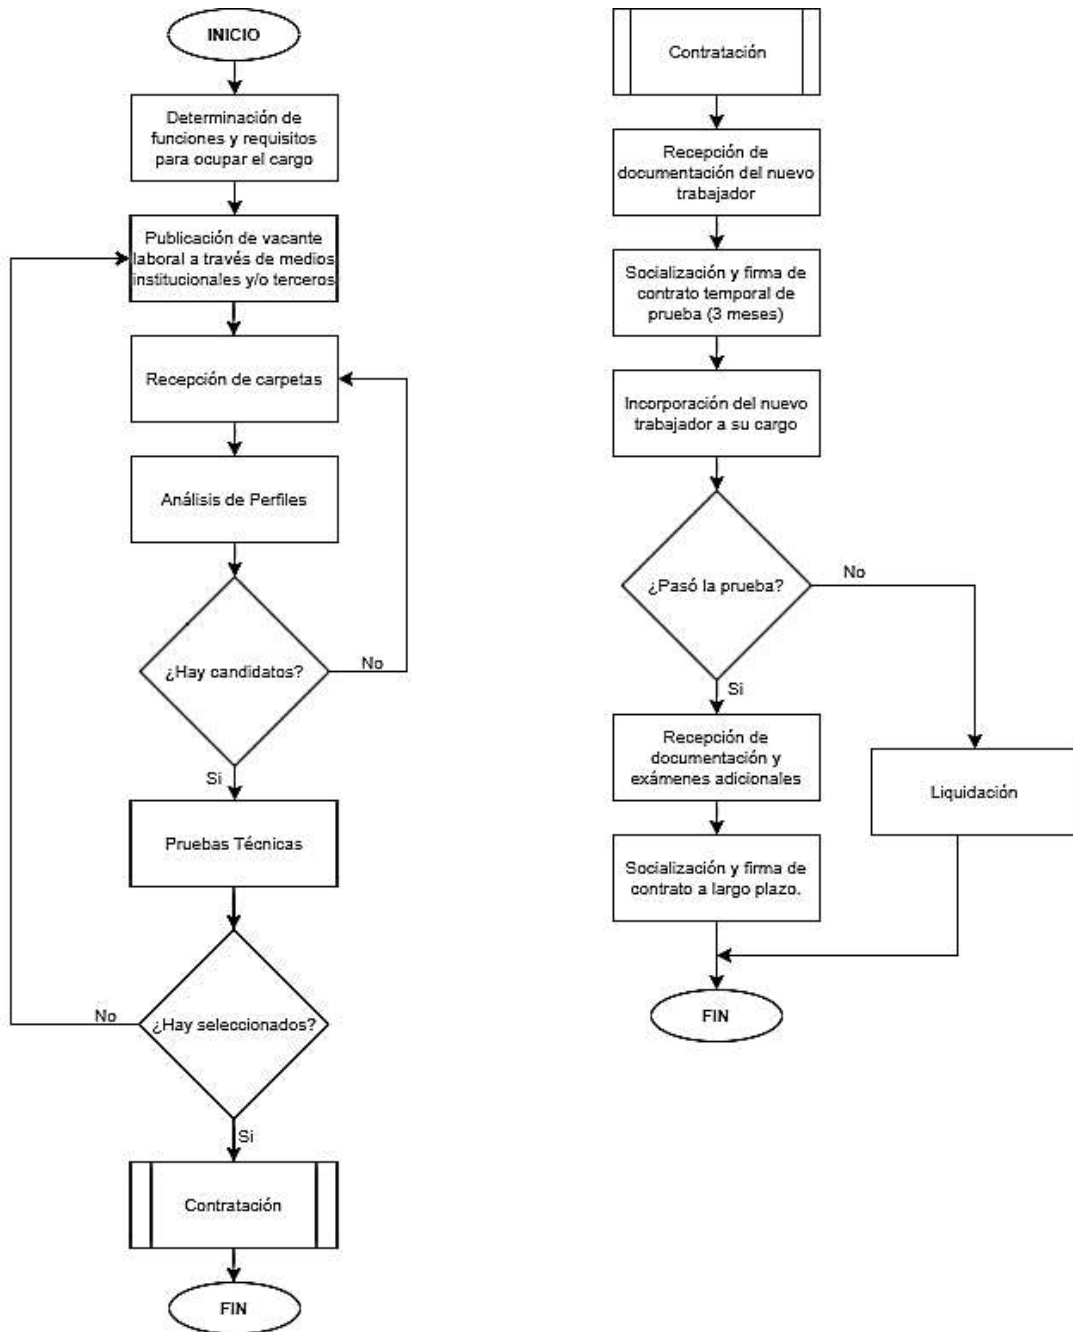 INICIO
Determinación de
funciones y requisitos
para ocupar el cargo
Publicación de vacante
laboral a través de medios
institucionales y/o terceros
Recepción de carpetas
Análisis de Perfiles
¿Hay candidatos?
No
Si
Pruebas Técnicas
¿Hay seleccionados?
No
Si
Contratación
FIN
Contratación
Recepción de
documentación del nuevo
trabajador
Socialización y firma de
contrato temporal de
prueba (3 meses)
Incorporación del nuevo
trabajador a su cargo
¿Pasó la prueba?
No
Si
Recepción de
documentación y
exámenes adicionales
Liquidación
Socialización y firma de
contrato a largo plazo.
FIN